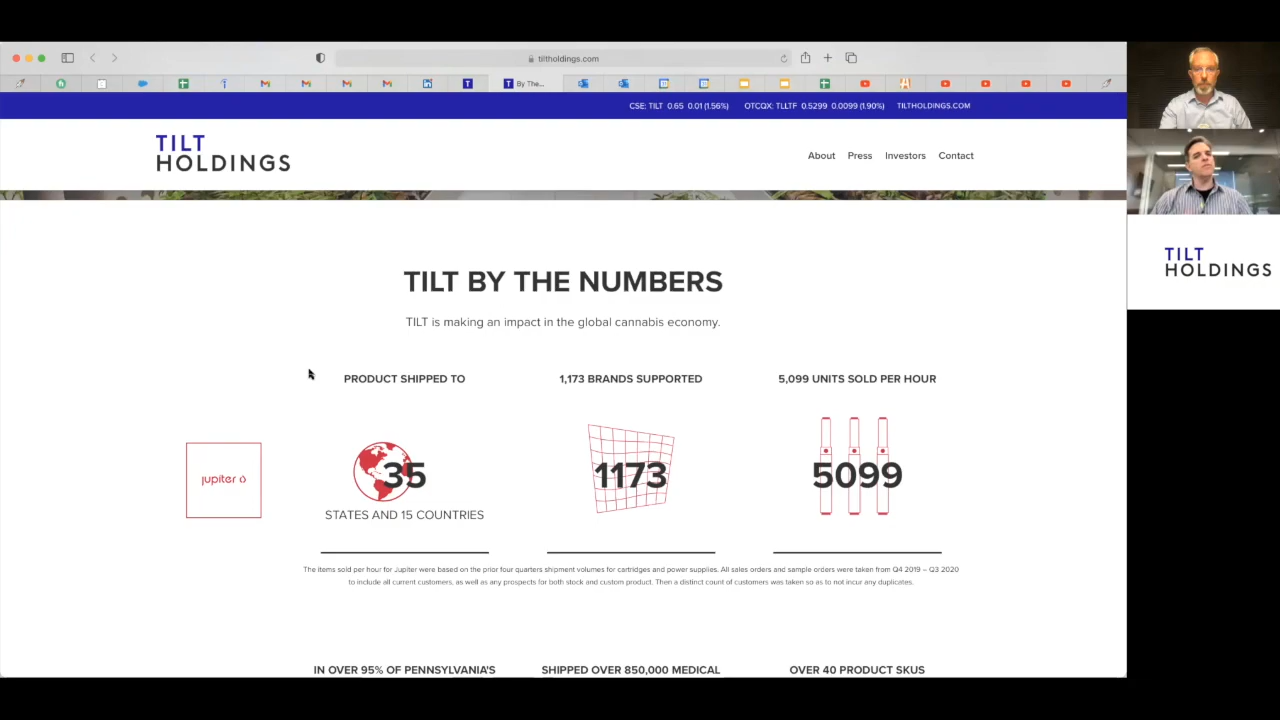 tiltholdings.com
By The...
CSE: TILT 0.65 0.01 (1.56%) OTCQX: TLLTF 0.5299 0.0099 (1.90%) TILTHOLDINGS.COM
TILT
HOLDINGS
About Press Investors Contact
TILT
HOLDINGS
TILT BY THE NUMBERS
TILT is making an impact in the global cannabis economy.
PRODUCT SHIPPED TO 1,173 BRANDS SUPPORTED 5,099 UNITS SOLD PER HOUR
jupiter
35 1173 5099
STATES AND 15 COUNTRIES
The items sold per hour for Jupiter were based on the prior four quarters shipment volumes for cartridges and power supplies. All sales orders and sample orders were taken from Q4 2019 – Q3 2020
to include all current customers, as well as any prospects for both stock and custom product. Then a distinct count of customers was taken so as to not incur any duplicates.
IN OVER 95% OF PENNSYLVANIA'S SHIPPED OVER 850,000 MEDICAL OVER 40 PRODUCT SKUS